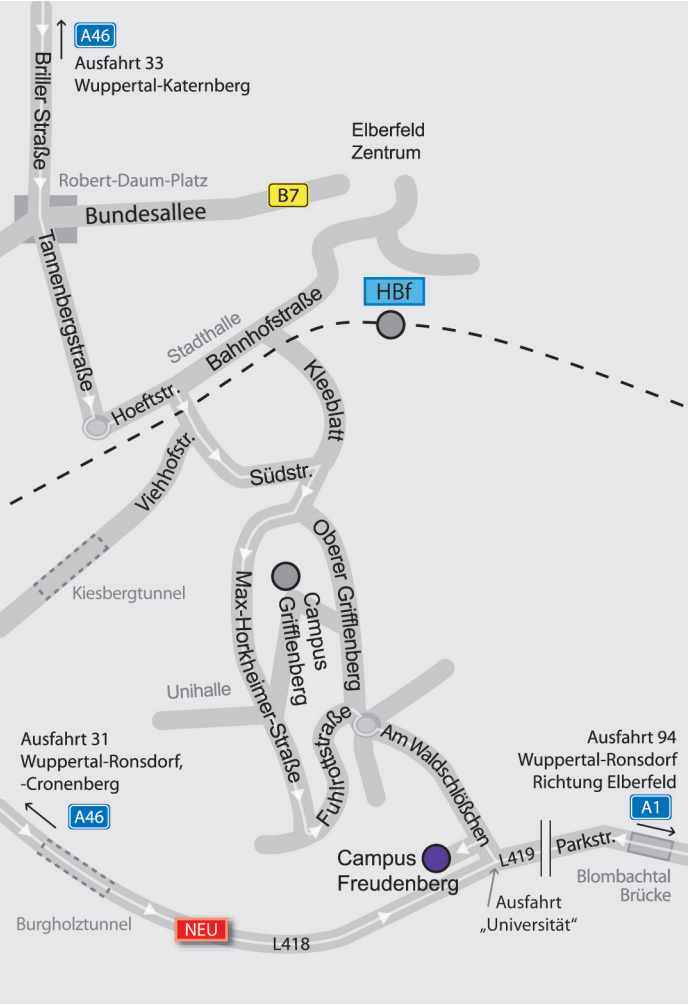 A46
Ausfahrt 33
Wuppertal-Katernberg
Briller Straße
Elberfeld
Zentrum
Robert-Daum-Platz
B7
Bundesallee
Tannenbergstraße
HBf
Stadthalle
Bahnhofstraße
Hoeftstr.
Kleeblatt
Viehhofstr.
Südstr.
Oberer Grifflenberg
Kiesbergtunnel
Max-Horkheimer-Straße
Campus
Grifflenberg
Unihalle
Fuhlrottstraße
Am Waldschlößchen
Ausfahrt 31
Wuppertal-Ronsdorf,
-Cronenberg
A46
Ausfahrt 94
Wuppertal-Ronsdorf
Richtung Elberfeld
A1
Campus
Freudenberg
L419
Parkstr.
Blombachtal
Brücke
Ausfahrt
„Universität“
Burgholztunnel
NEU
L418